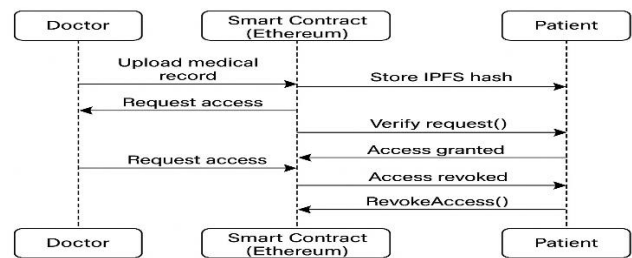 Doctor
Smart Contract
(Ethereum)
Patient
Upload medical
record
Store IPFS hash
Request access
Verify request()
Access granted
Request access
Access revoked
RevokeAccess()
Doctor
Smart Contract
(Ethereum)
Patient